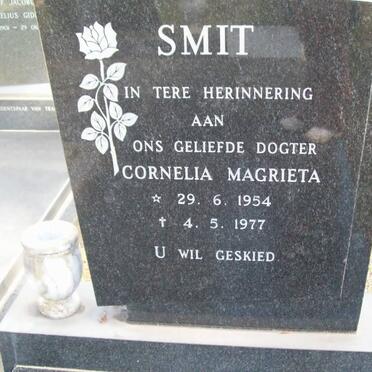 SMIT
IN TERE HERINNERING
AAN
ONS GELIEFDE DOGTER
CORNELIA MAGRIETA
☆ 29. 6. 1954
† 4. 5. 1977
U WIL GESKIED